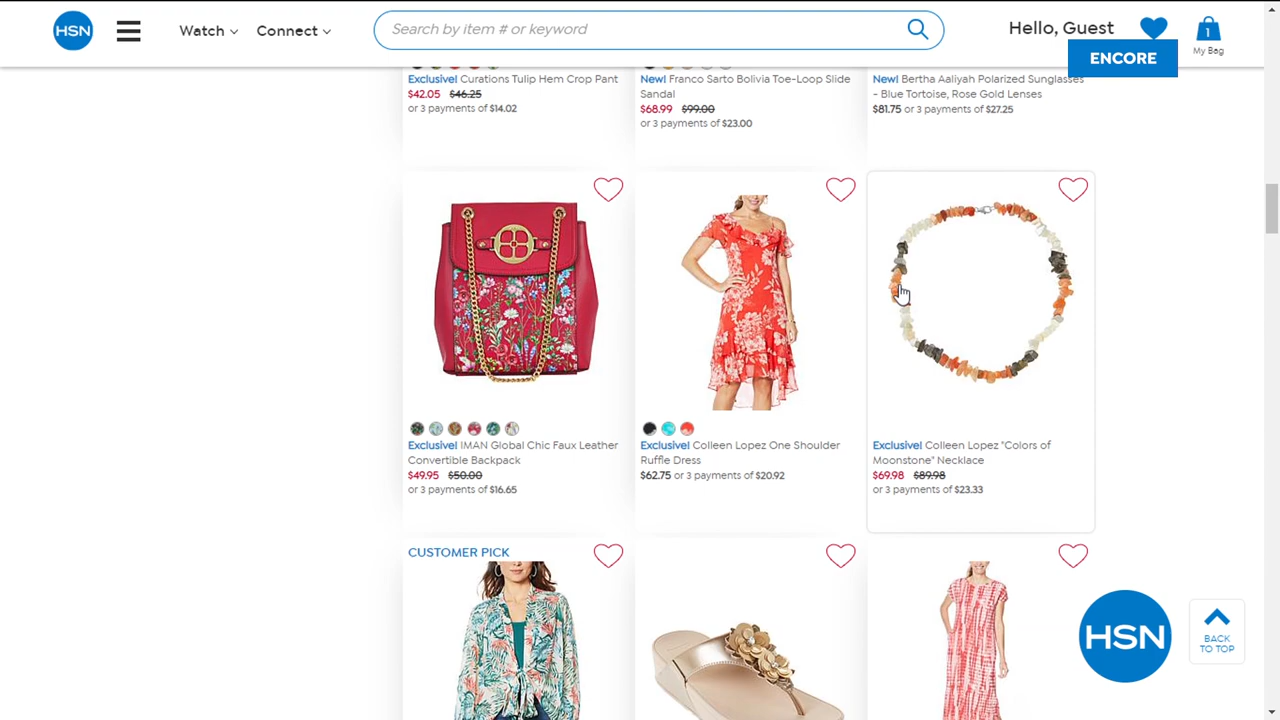 HSN
Watch
Connect
Search by item # or keyword
Hello, Guest
1
My Bag
ENCORE
Exclusive! Curations Tulip Hem Crop Pant
$42.05 $46.25
or 3 payments of $14.02
New! Franco Sarto Bolivia Toe-Loop Slide
Sandal
$68.99 $99.00
or 3 payments of $23.00
New! Bertha Aaliyah Polarized Sunglasses
- Blue Tortoise, Rose Gold Lenses
$81.75 or 3 payments of $27.25
Exclusive! IMAN Global Chic Faux Leather
Convertible Backpack
$49.95 $50.00
or 3 payments of $16.65
Exclusive! Colleen Lopez One Shoulder
Ruffle Dress
$62.75 or 3 payments of $20.92
Exclusive! Colleen Lopez "Colors of
Moonstone" Necklace
$69.98 $89.98
or 3 payments of $23.33
CUSTOMER PICK
HSN
BACK
TO TOP